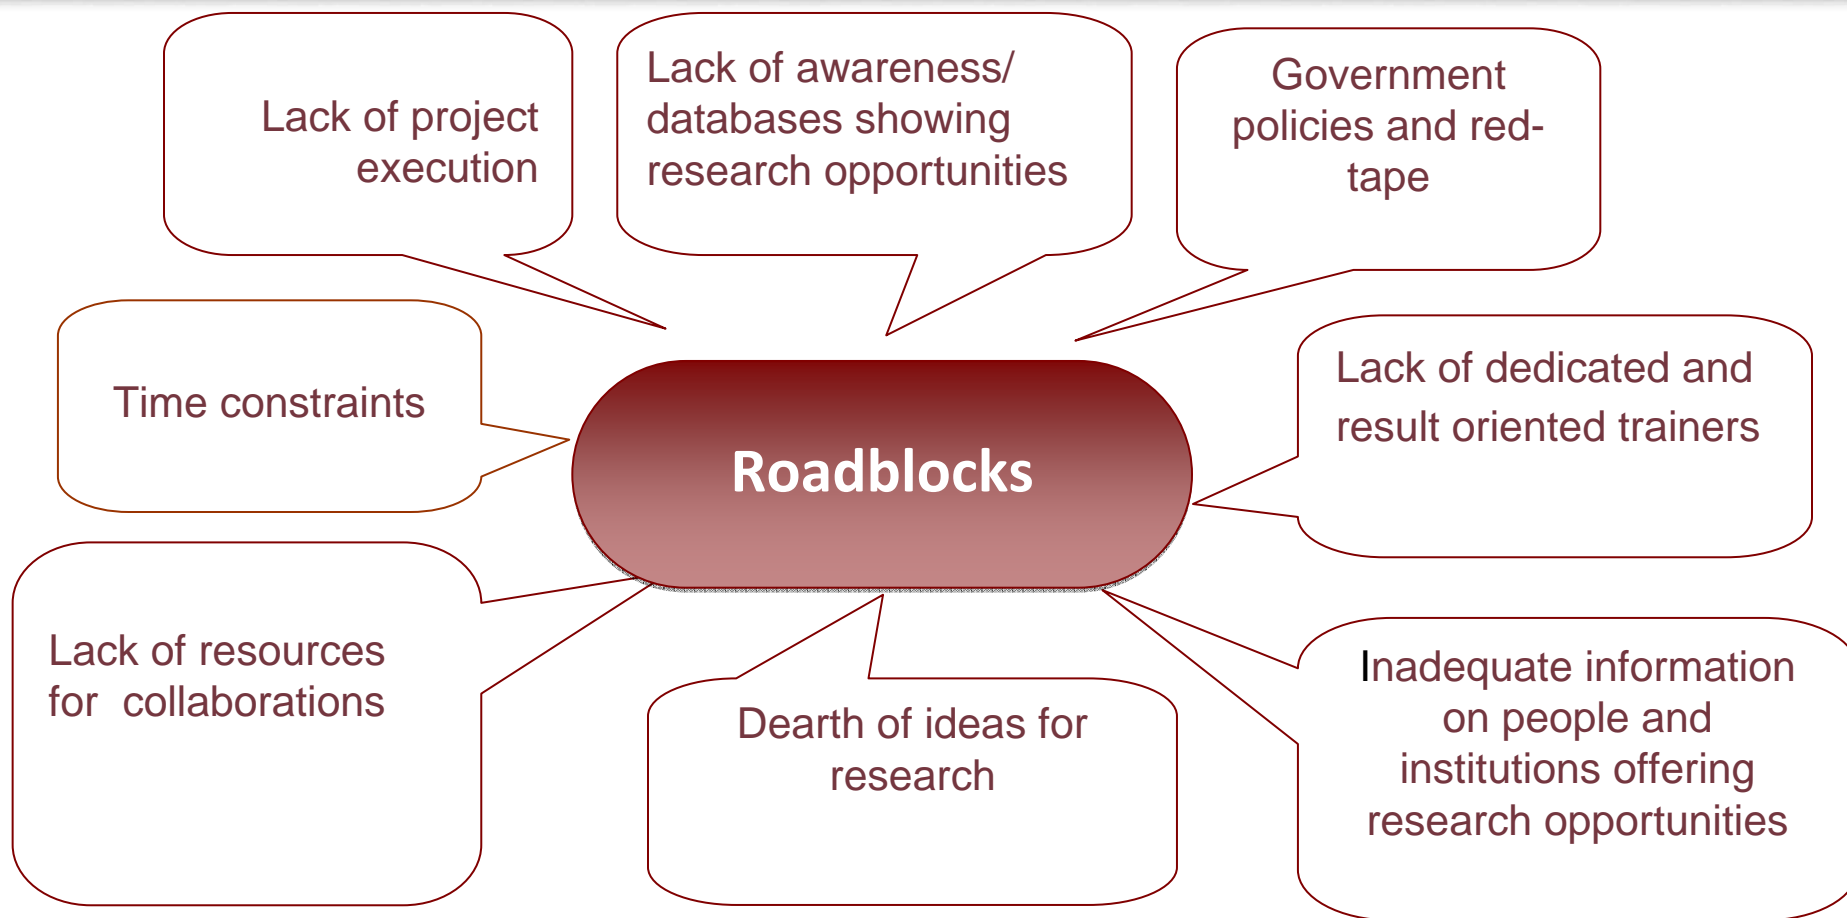 Lack of project
execution
Lack of awareness/
databases showing
research opportunities
Government
policies and red-
tape
Time constraints
Roadblocks
Lack of dedicated and
result oriented trainers
Lack of resources
for  collaborations
Dearth of ideas for
research
Inadequate information
on people and
institutions offering
research opportunities